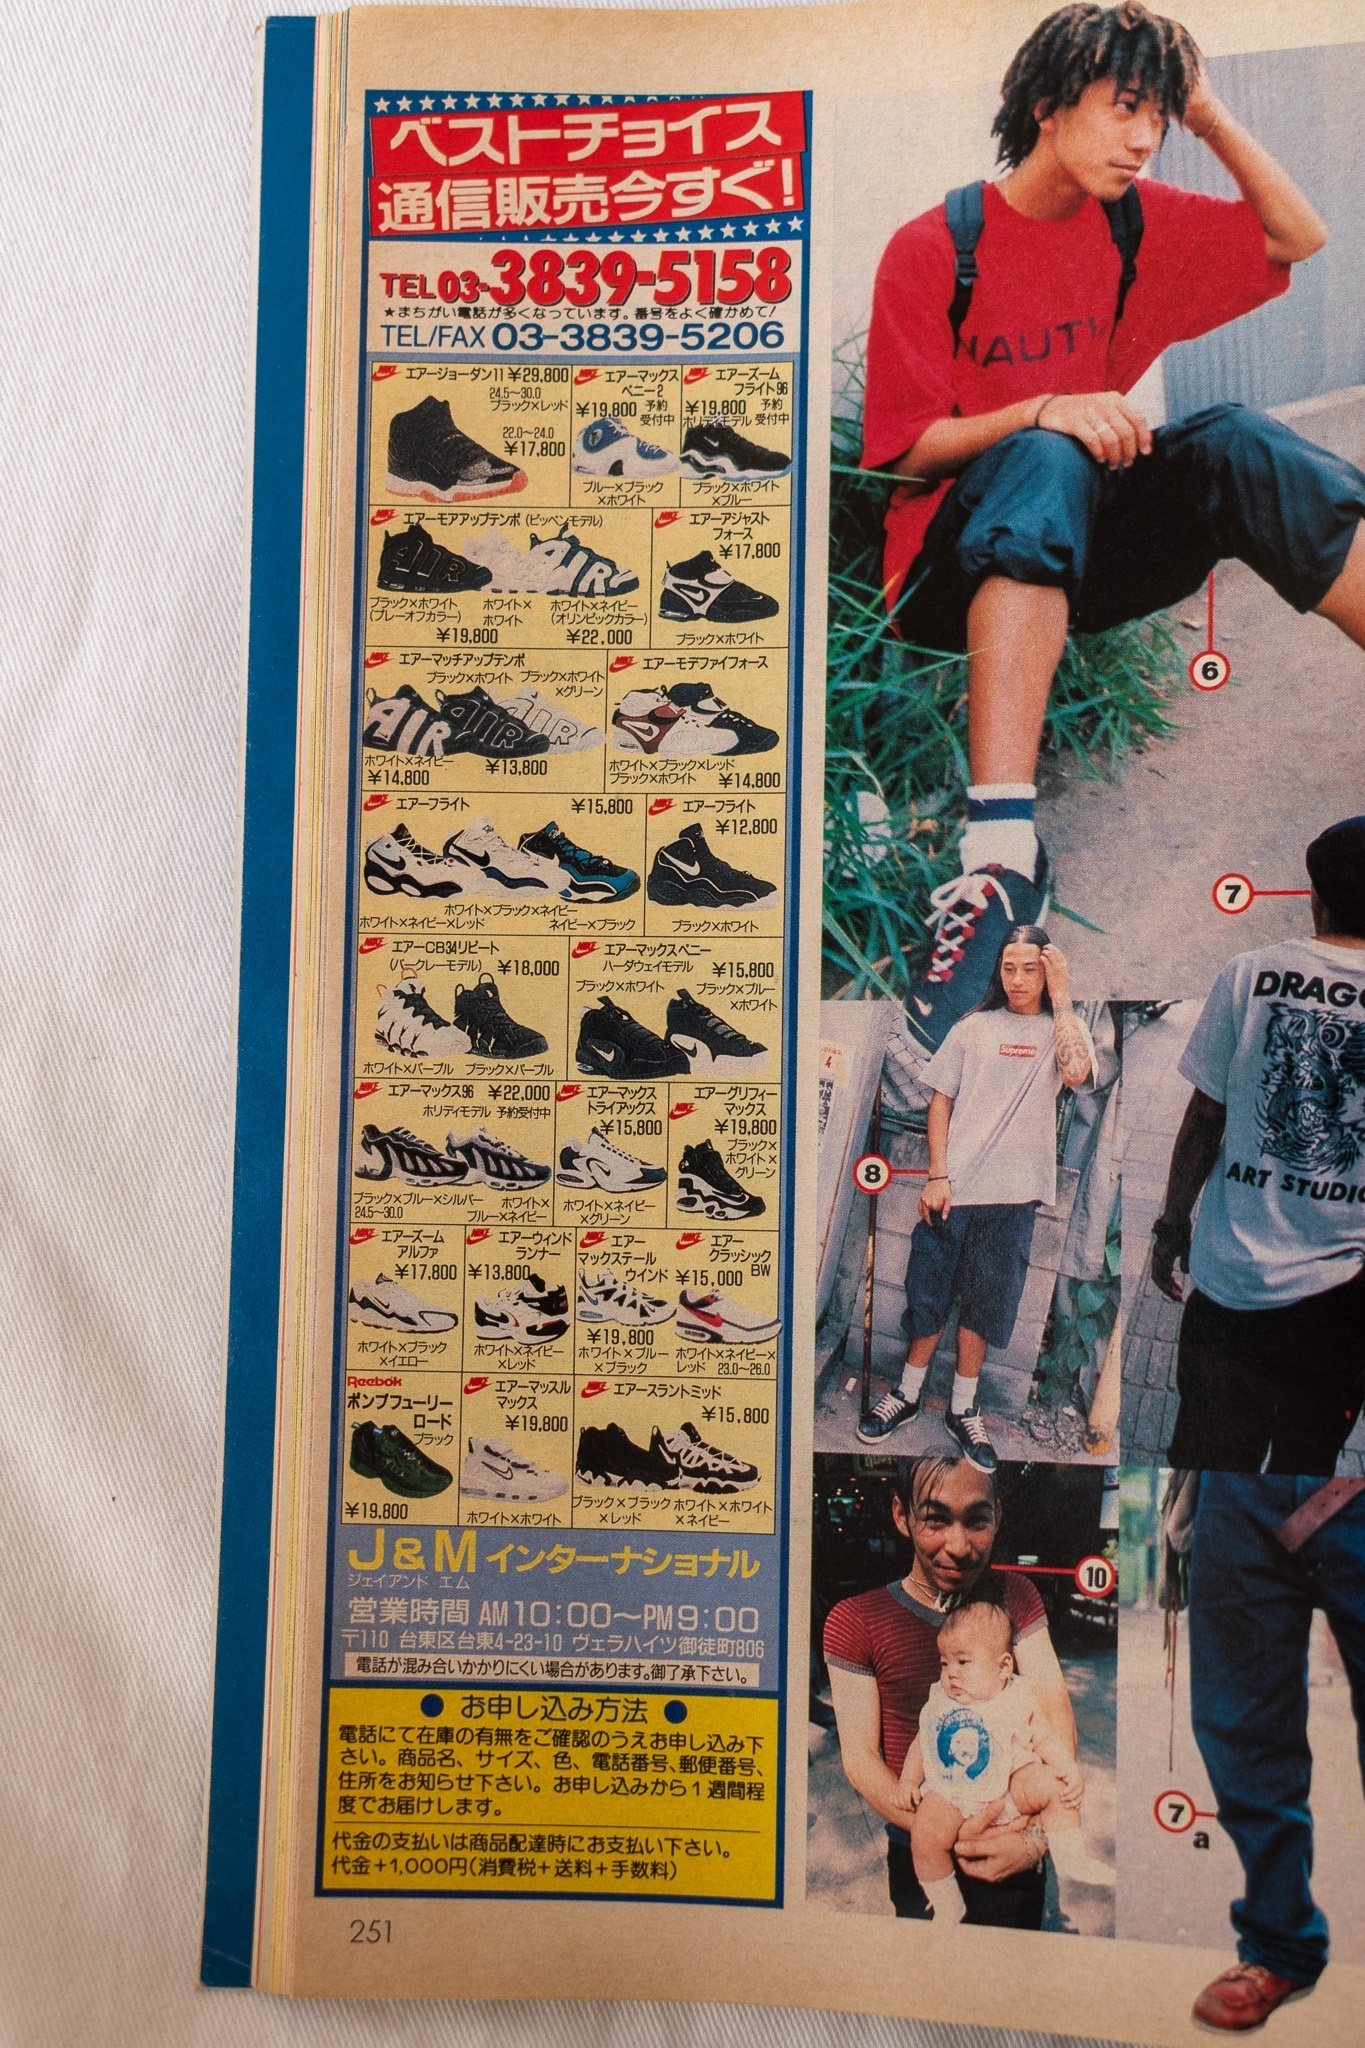 ベストチョイス
通信販売今すぐ!
TEL 03-3839-5158
★まちがい電話が多くなっています。番号をよく確かめて!
TEL/FAX 03-3839-5206
NIKE エアージョーダン11 ¥29,800
24.5~30.0
ブラック×レッド
22.0~24.0
¥17,800
NIKE エアーマックス
ペニー2
¥19,800 予約
受付中
ブルー×ブラック
×ホワイト
NIKE エアーズーム
フライト96
¥19,800 予約
ホリディモデル 受付中
ブラック×ホワイト
×ブルー
NIKE エアーモアアップテンポ (ピッペンモデル)
AIR
AIR
ブラック×ホワイト
(プレーオフカラー)
¥19,800
ホワイト×
ホワイト
ホワイト×ネイビー
(オリンピックカラー)
¥22,000
NIKE エアーアジャスト
フォース
¥17,800
ブラック×ホワイト
NIKE エアーマッチアップテンポ
ブラック×ホワイト
ブラック×ホワイト
×グリーン
AIR
AIR
AIR
ホワイト×ネイビー
¥14,800
¥13,800
NIKE エアーモデファイフォース
ホワイト×ブラック×レッド
ブラック×ホワイト
¥14,800
NIKE エアーフライト ¥15,800
ホワイト×ブラック×ネイビー
ホワイト×ネイビー×レッド
ネイビー×ブラック
NIKE エアーフライト
¥12,800
ブラック×ホワイト
NIKE エアーCB34リピート
(バークレーモデル) ¥18,000
ホワイト×パープル
ブラック×パープル
NIKE エアーマックスペニー
ハーダウェイモデル ¥15,800
ブラック×ホワイト
ブラック×ブルー
×ホワイト
NIKE エアーマックス96 ¥22,000
ホリディモデル 予約受付中
ブラック×ブルー×シルバー
24.5~30.0
ホワイト×
ブルー×ネイビー
NIKE エアーマックス
トライアックス
¥15,800
ホワイト×ネイビー
×グリーン
NIKE エアーグリフィー
マックス
¥19,800
ブラック×
ホワイト×
グリーン
NIKE エアーズーム
アルファ
¥17,800
ホワイト×ブラック
×イエロー
NIKE エアーウィンド
ランナー
¥13,800
ホワイト×ネイビー
×レッド
NIKE エアー
マックステール
ウインド
¥19,800
ホワイト×ブルー
×ブラック
NIKE エアー
クラッシック
BW
¥15,000
ホワイト×ネイビー×
レッド 23.0~26.0
Reebok
ポンプフューリー
ロード
ブラック
¥19,800
NIKE エアーマッスル
マックス
¥19,800
ホワイト×ホワイト
NIKE エアースラントミッド
¥15,800
ブラック×ブラック
×レッド
ホワイト×ホワイト
×ネイビー
J&Mインターナショナル
ジェイアンド エム
営業時間 AM10:00~PM9:00
〒110 台東区台東4-23-10 ヴェラハイツ御徒町806
電話が混み合いかかりにくい場合があります。御了承下さい。
● お申し込み方法 ●
電話にて在庫の有無をご確認のうえお申し込み下
さい。商品名、サイズ、色、電話番号、郵便番号、
住所をお知らせ下さい。お申し込みから1週間程
度でお届けします。
代金の支払いは商品配達時にお支払い下さい。
代金+1,000円(消費税+送料+手数料)
251
NAUTI
6
7
DRAG
ART STUDIO
Supreme
4
8
10
7
a